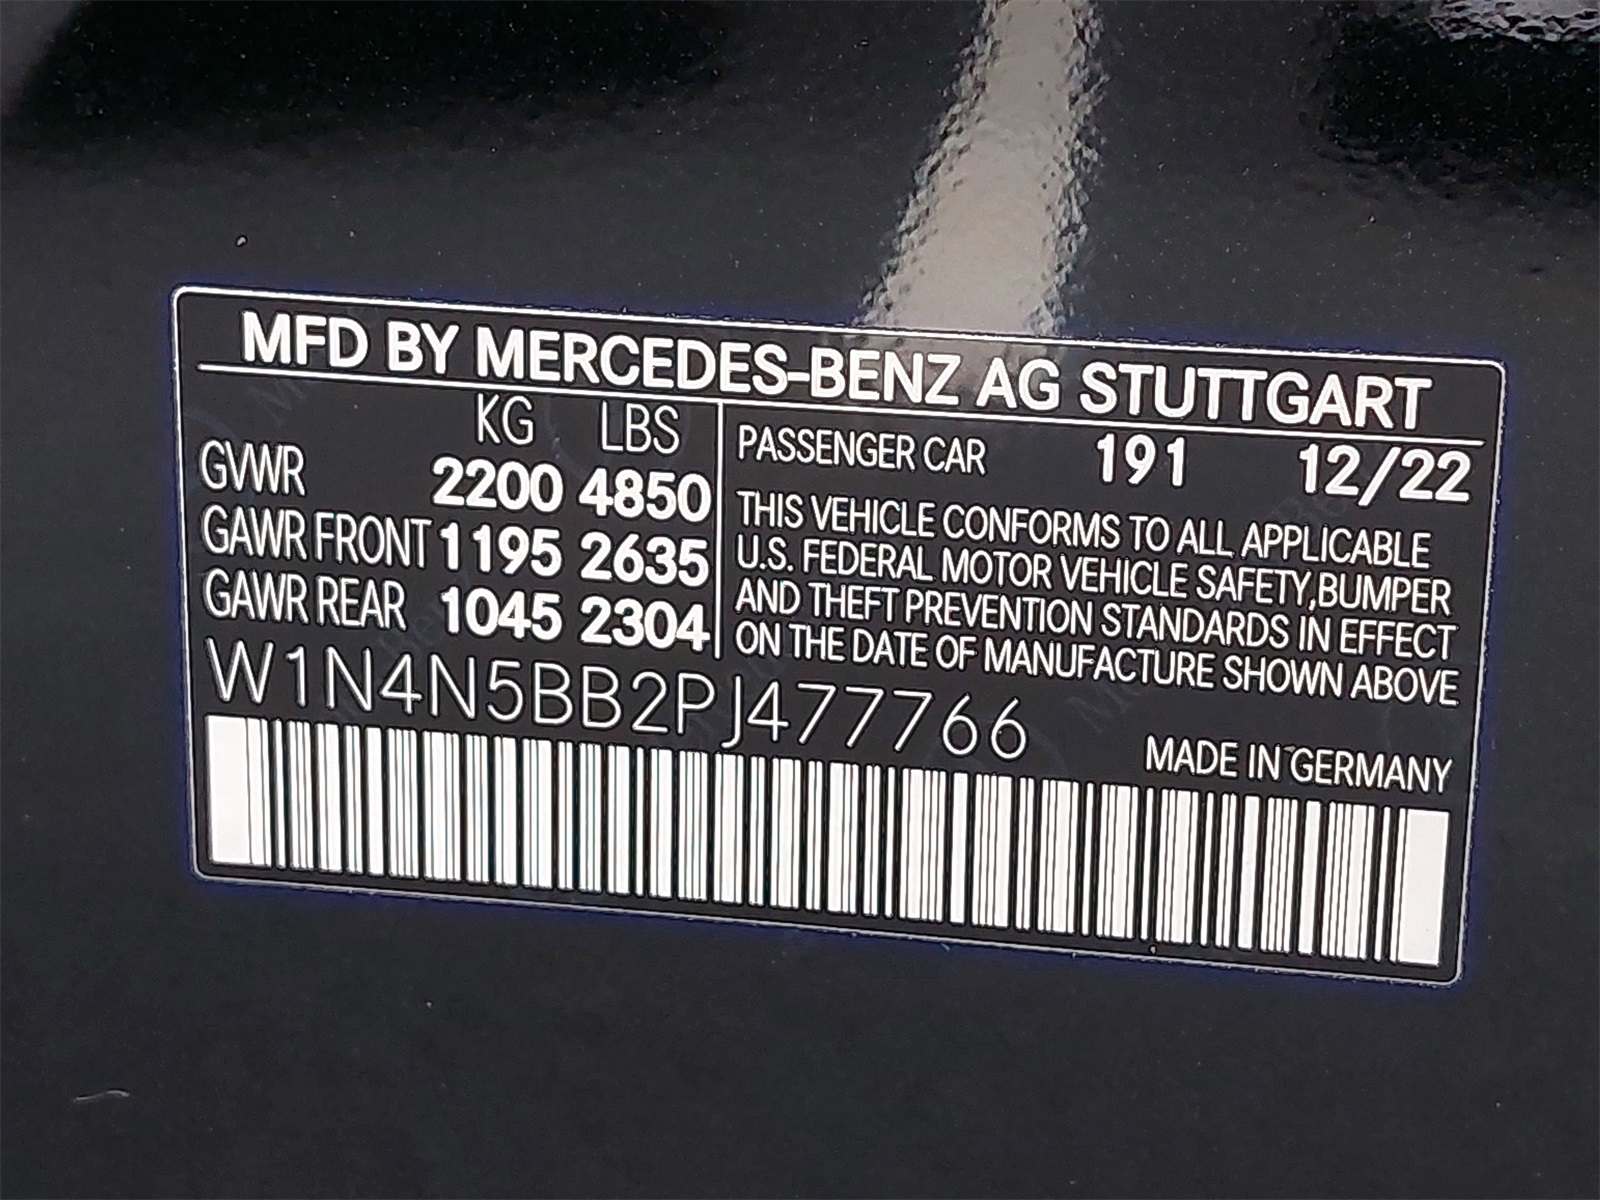 MFD BY MERCEDES-BENZ AG STUTTGART
KG LBS
GVWR 2200 4850
GAWR FRONT 1195 2635
GAWR REAR 1045 2304
PASSENGER CAR 191 12/22
THIS VEHICLE CONFORMS TO ALL APPLICABLE
U.S. FEDERAL MOTOR VEHICLE SAFETY,BUMPER
AND THEFT PREVENTION STANDARDS IN EFFECT
ON THE DATE OF MANUFACTURE SHOWN ABOVE
W1N4N5BB2PJ477766
MADE IN GERMANY